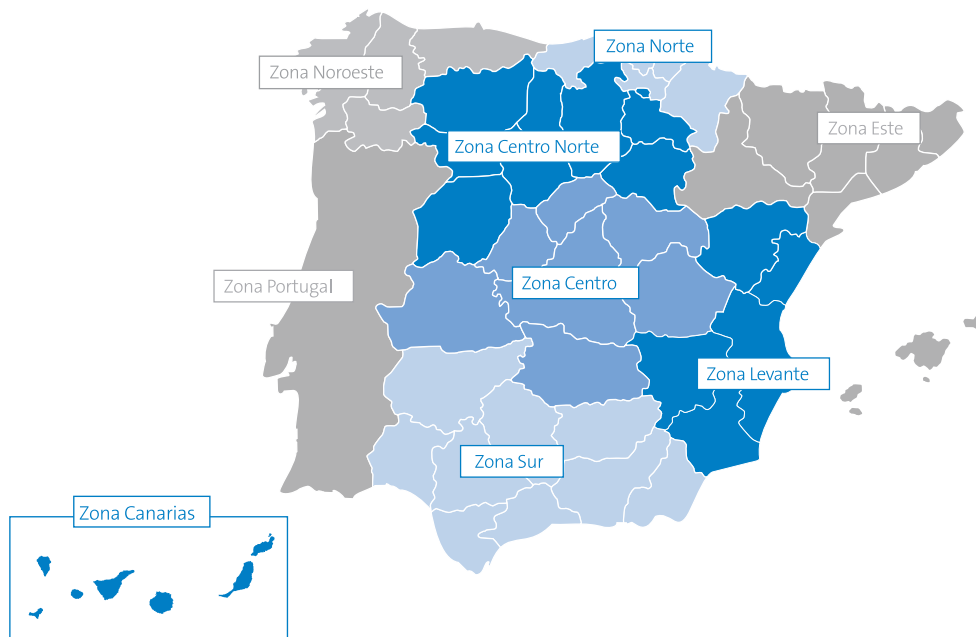 Zona Norte
Zona Noroeste
Zona Este
Zona Centro Norte
Zona Centro
Zona Portugal
Zona Levante
Zona Sur
Zona Canarias